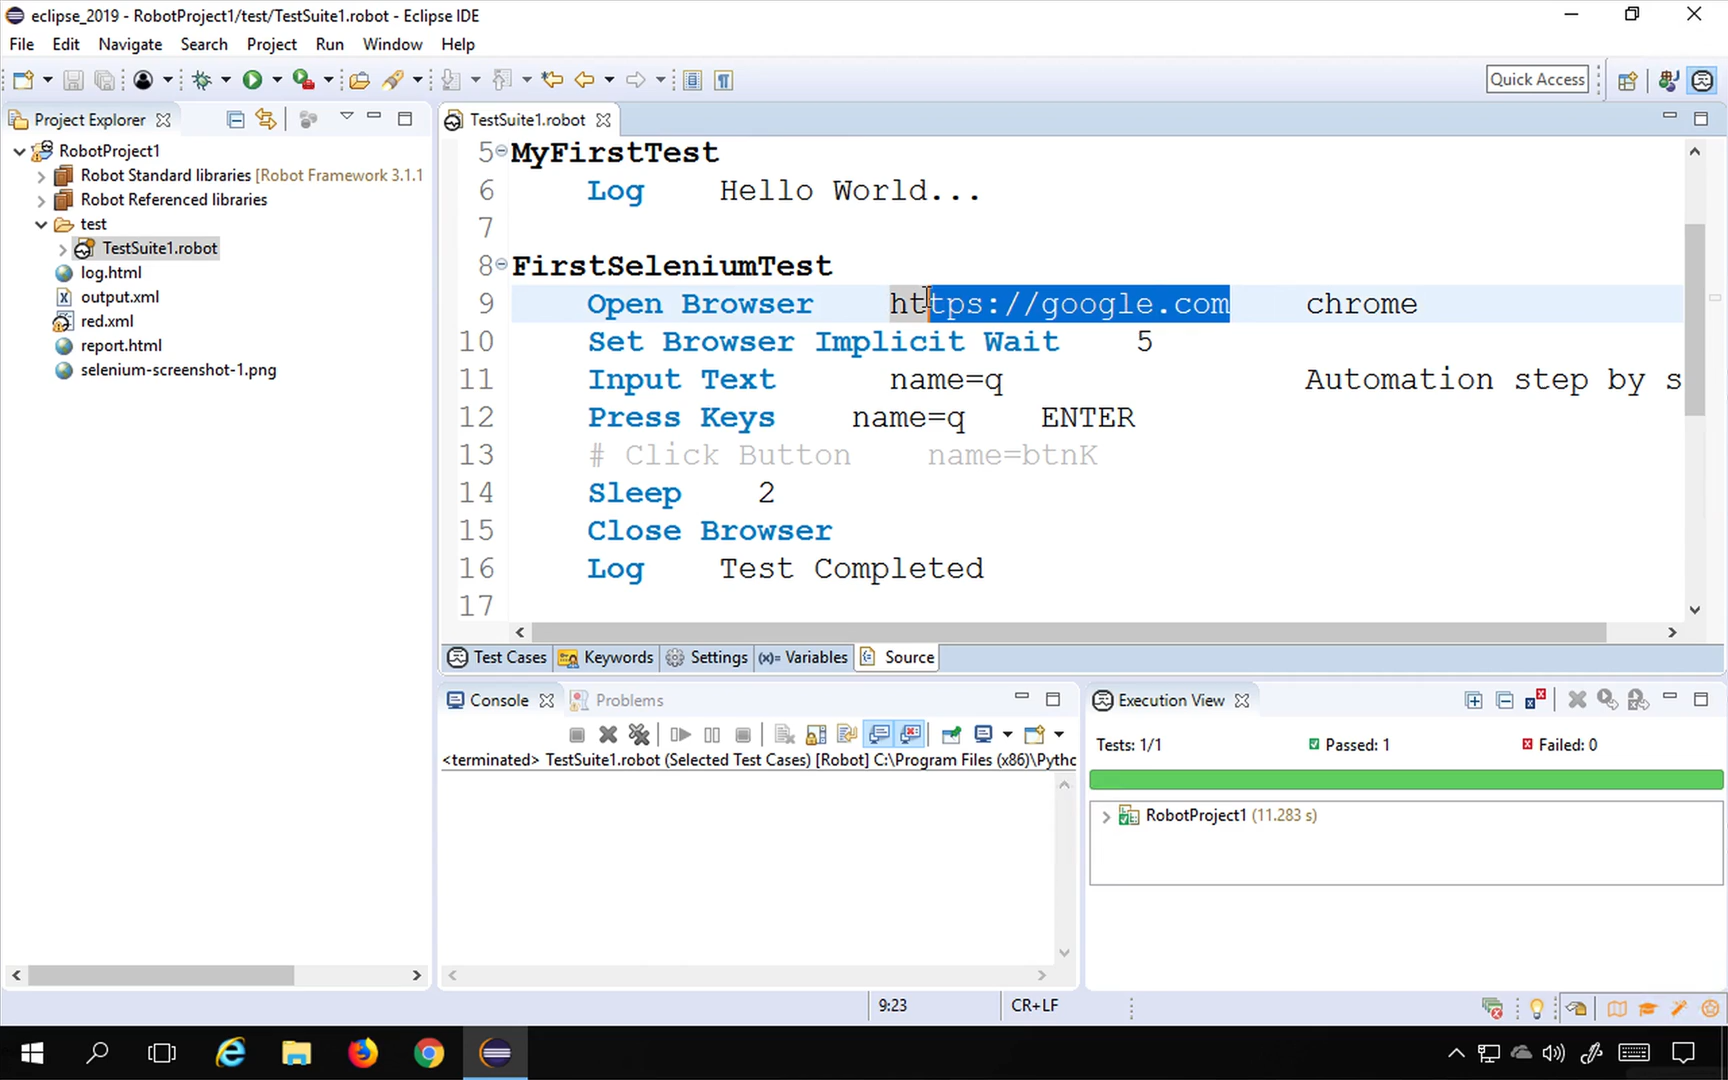 eclipse_2019 - RobotProject1/test/TestSuite1.robot - Eclipse IDE
File Edit Navigate Search Project Run Window Help
Quick Access
Project Explorer
TestSuite1.robot
RobotProject1
Robot Standard libraries [Robot Framework 3.1.1
Robot Referenced libraries
test
TestSuite1.robot
log.html
output.xml
red.xml
report.html
selenium-screenshot-1.png
5 MyFirstTest
6 Log Hello World...
7
8 FirstSeleniumTest
9 Open Browser https://google.com chrome
10 Set Browser Implicit Wait 5
11 Input Text name=q Automation step by s
12 Press Keys name=q ENTER
13 # Click Button name=btnK
14 Sleep 2
15 Close Browser
16 Log Test Completed
17
Test Cases Keywords Settings (x)= Variables Source
Console Problems
<terminated> TestSuite1.robot (Selected Test Cases) [Robot] C:\Program Files (x86)\Pytho
Execution View
Tests: 1/1 Passed: 1 Failed: 0
RobotProject1 (11.283 s)
9:23 CR+LF